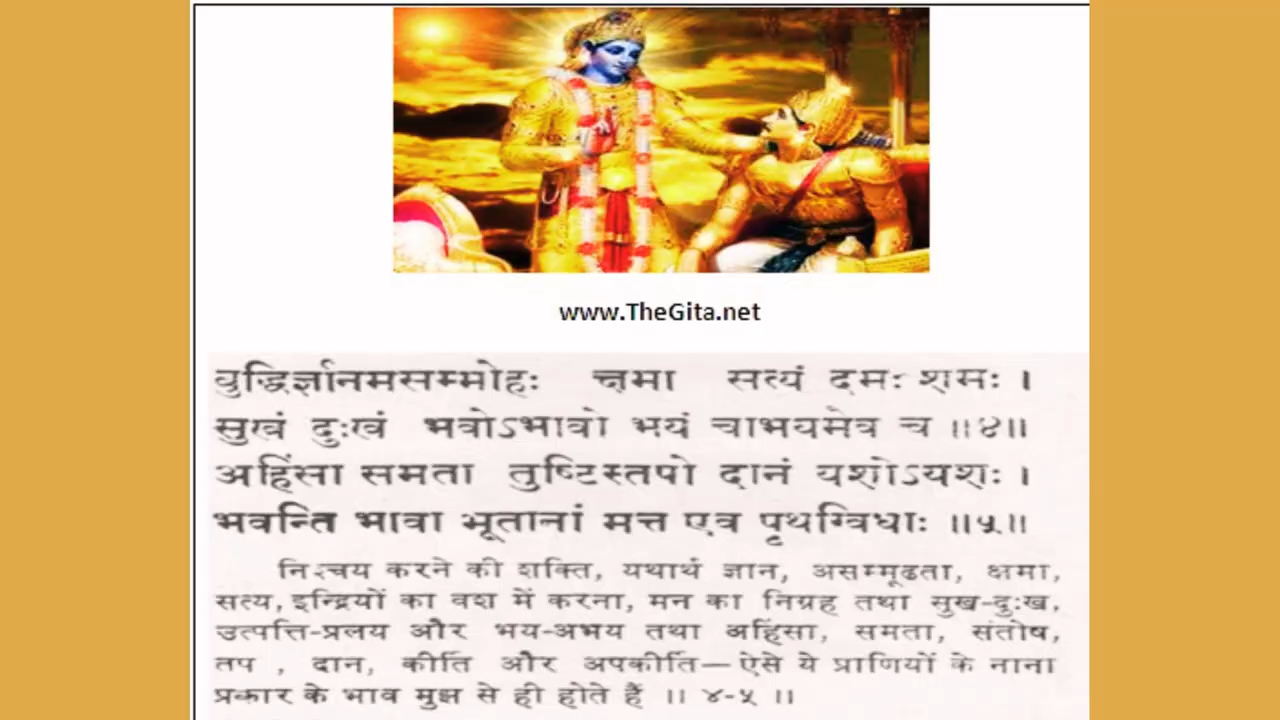 www.TheGita.net
बुद्धिर्ज्ञानमसम्मोहः क्षमा सत्यं दमः शमः ।
सुखं दुःखं भवोऽभावो भयं चाभयमेव च ॥४॥
अहिंसा समता तुष्टिस्तपो दानं यशोऽयशः ।
भवन्ति भावा भूतानां मत्त एव पृथग्विधाः ॥५॥
निश्चय करने की शक्ति, यथार्थ ज्ञान, असम्मूढता, क्षमा,
सत्य, इन्द्रियों का वश में करना, मन का निग्रह तथा सुख-दुःख,
उत्पत्ति-प्रलय और भय-अभय तथा अहिंसा, समता, संतोष,
तप , दान, कीर्ति और अपकीर्ति—ऐसे ये प्राणियों के नाना
प्रकार के भाव मुझ से ही होते हैं ॥ ४-५ ॥